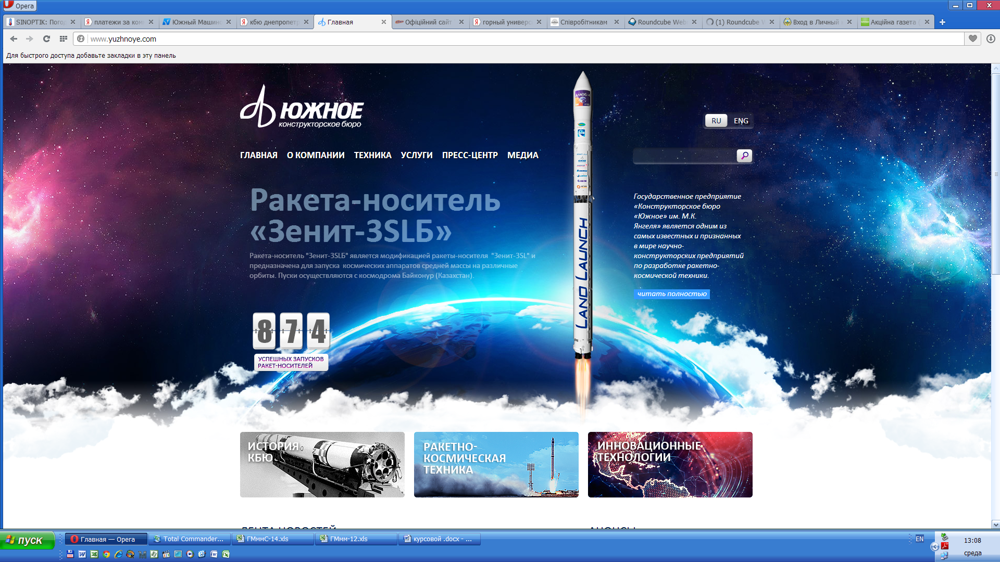 Opera
SINOPTIK: Пого
платежи за ком
Южный Машин
кбю днепропет
Главная
Офіційний сайт
горный универс
Співробітникам
Roundcube Web
(1) Roundcube W
Вход в Личный
Акційна газета
www.yuzhnoye.com
Для быстрого доступа добавьте закладки в эту панель
ЮЖНОЕ
конструкторское бюро
RU ENG
ГЛАВНАЯ О КОМПАНИИ ТЕХНИКА УСЛУГИ ПРЕСС-ЦЕНТР МЕДИА
Ракета-носитель
«Зенит-3SLБ»
Ракета-носитель "Зенит-3SLБ" является модификацией ракеты-носителя "Зенит-3SL" и
предназначена для запуска космических аппаратов средней массы на различные
орбиты. Пуски осуществляются с космодрома Байконур (Казахстан).
874
УСПЕШНЫХ ЗАПУСКОВ
РАКЕТ-НОСИТЕЛЕЙ
LAND LAUNCH
Государственное предприятие
«Конструкторское бюро
«Южное» им. М.К.
Янгеля» является одним из
самых известных и признанных
в мире научно-
конструкторских предприятий
по разработке ракетно-
космической техники.
читать полностью
ИСТОРИЯ
КБЮ
РАКЕТНО-
КОСМИЧЕСКАЯ
ТЕХНИКА
ИННОВАЦИОННЫЕ
ТЕХНОЛОГИИ
ЛЕНТА НОВОСТЕЙ
АНОНСЫ
пуск
Главная — Opera
Total Commander...
ГМммС-14.xls
ГМмм-12.xls
курсовой .docx - ...
EN
13:08
среда